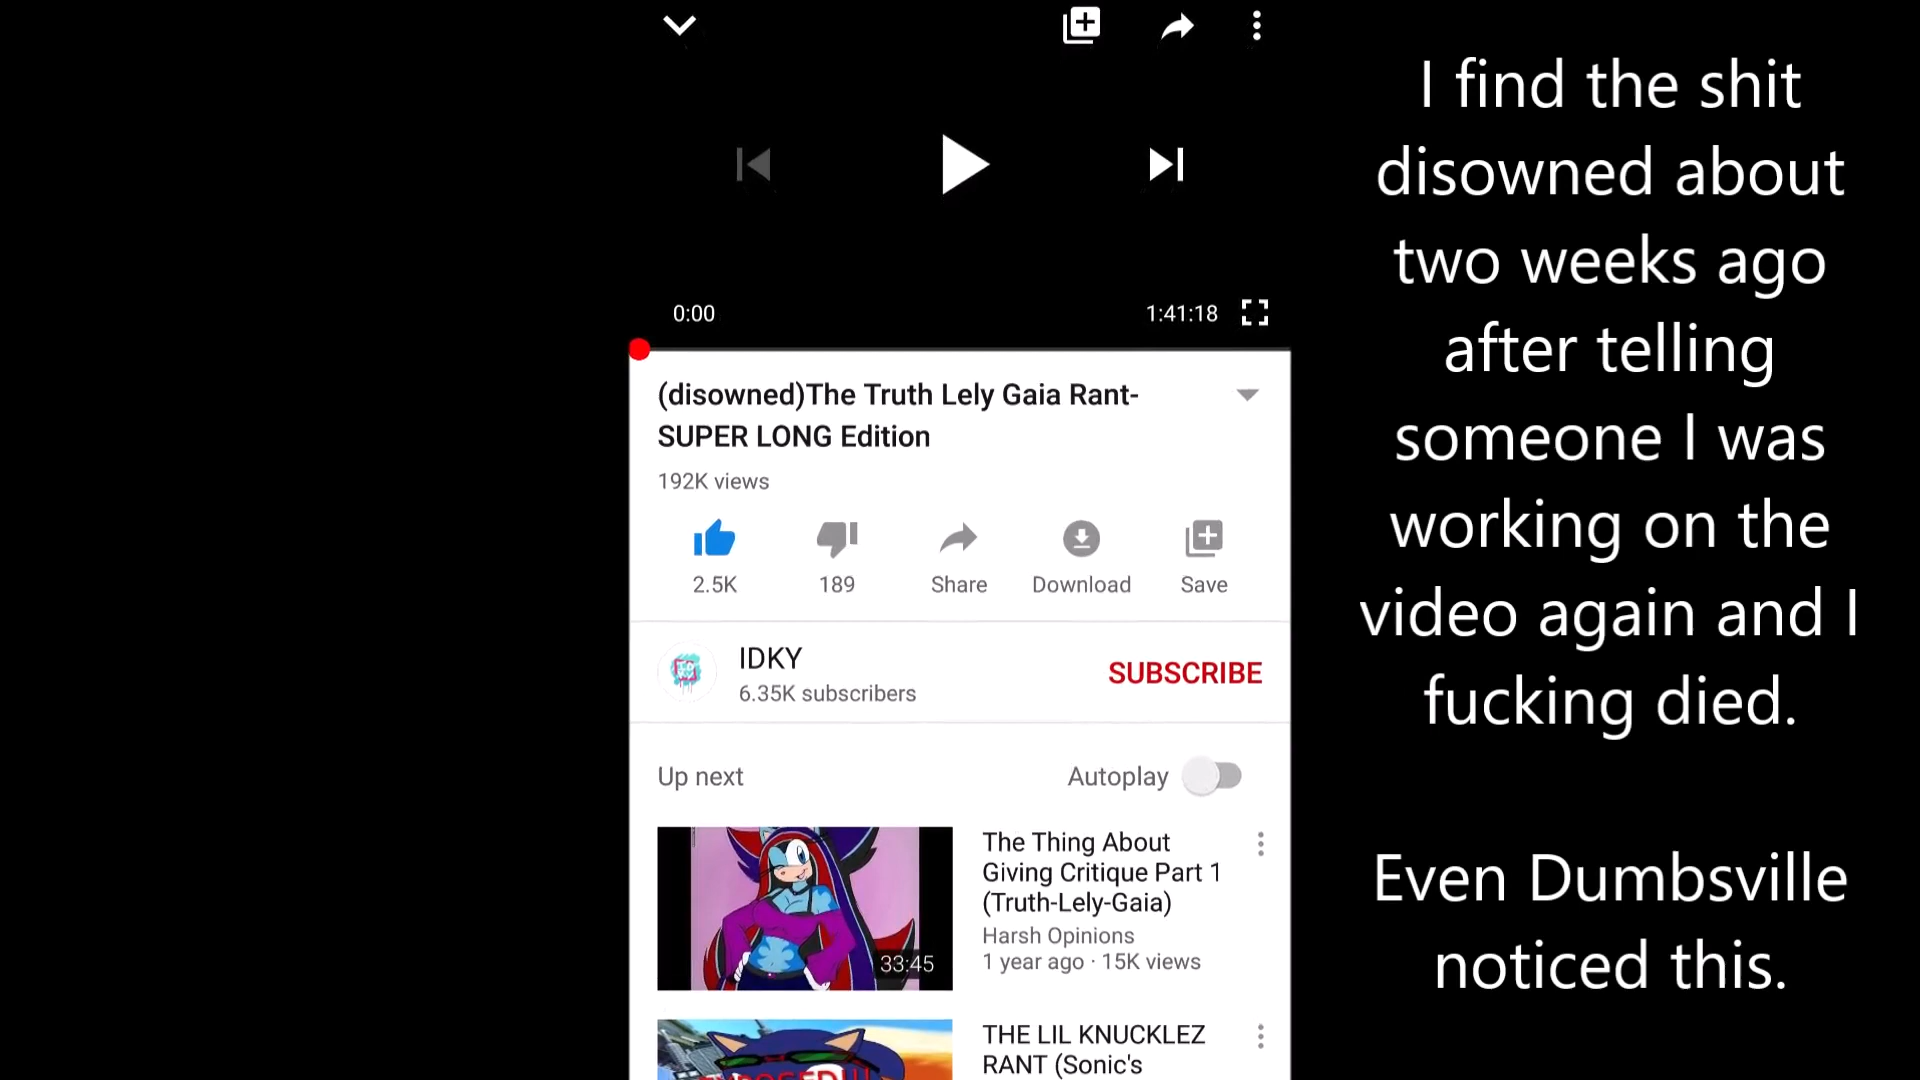 0:00
1:41:18
(disowned)The Truth Lely Gaia Rant-
SUPER LONG Edition
192K views
2.5K
189
Share
Download
Save
IDKY
6.35K subscribers
SUBSCRIBE
Up next
Autoplay
33:45
The Thing About
Giving Critique Part 1
(Truth-Lely-Gaia)
Harsh Opinions
1 year ago · 15K views
THE LIL KNUCKLEZ
RANT (Sonic's
I find the shit
disowned about
two weeks ago
after telling
someone I was
working on the
video again and I
fucking died.
Even Dumbsville
noticed this.